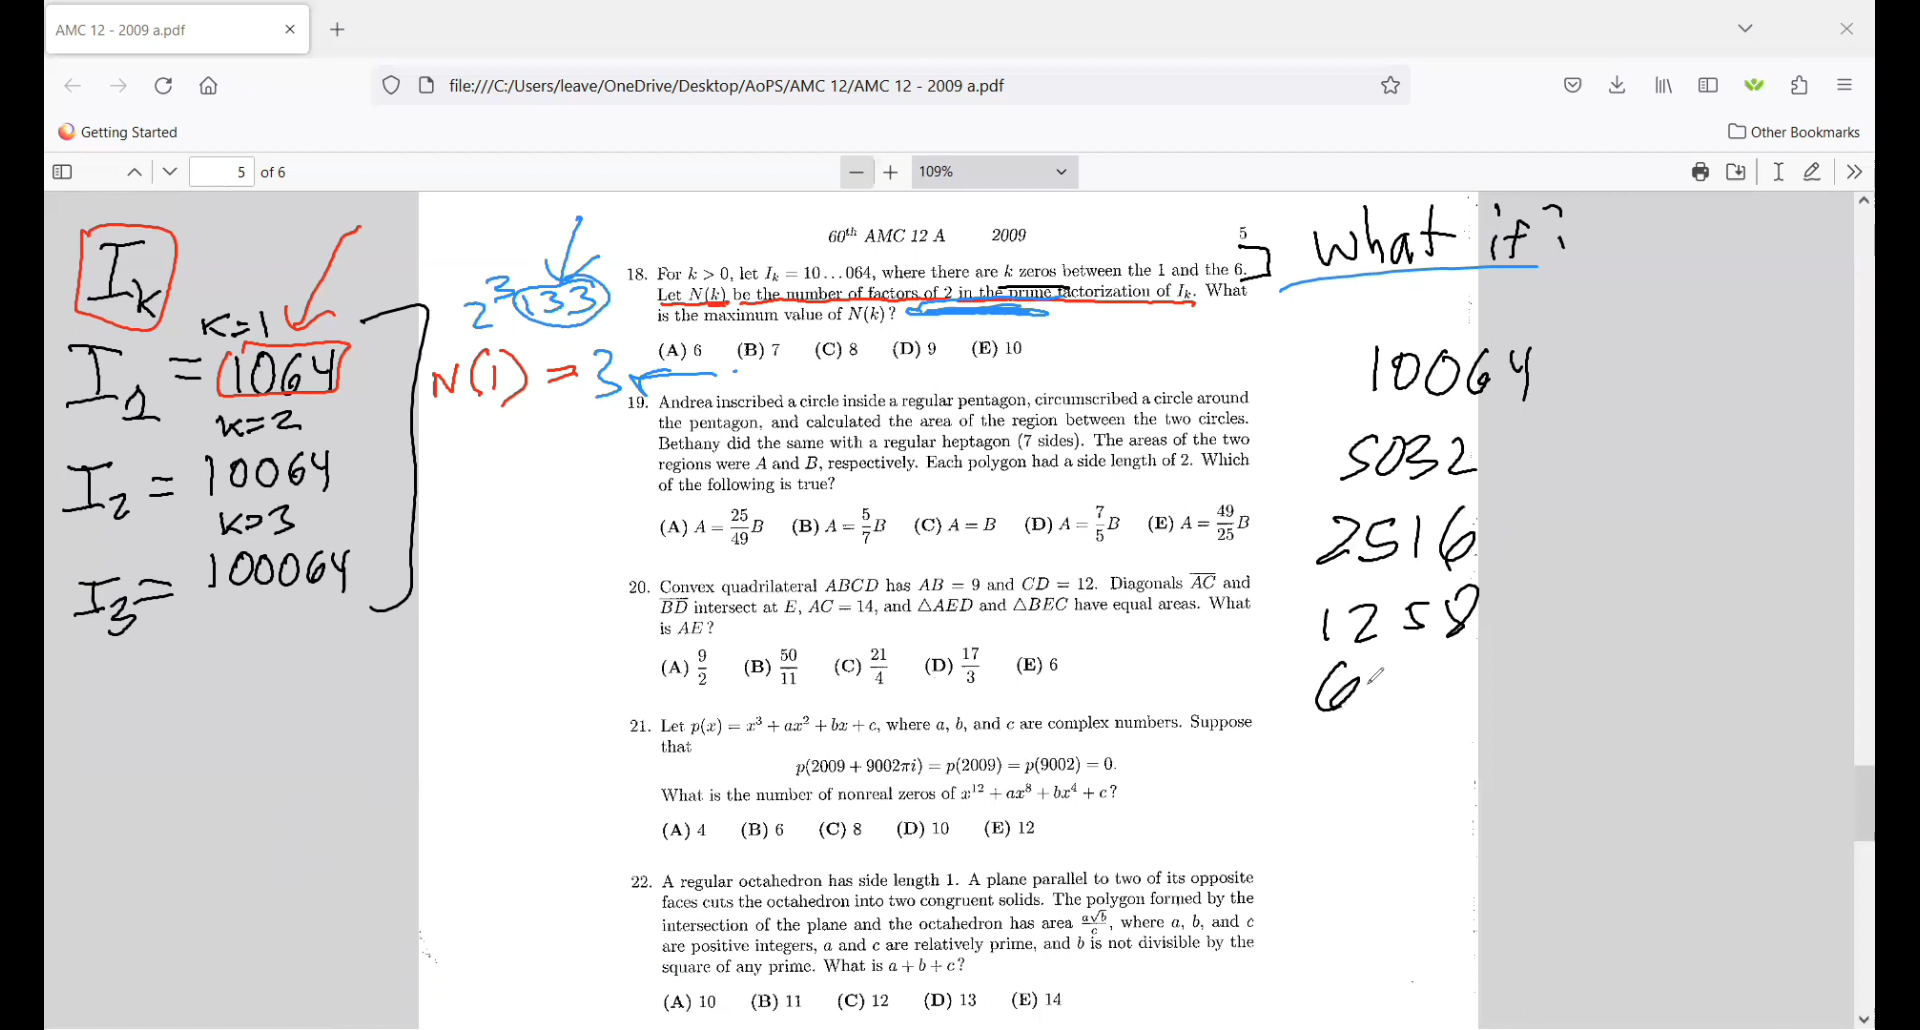 AMC 12 - 2009 a.pdf
file:///C:/Users/leave/OneDrive/Desktop/AoPS/AMC 12/AMC 12 - 2009 a.pdf
Getting Started
Other Bookmarks
5 of 6
109%
60th AMC 12 A 2009 5
18. For k > 0, let I_k = 10…064, where there are k zeros between the 1 and the 6.
Let N(k) be the number of factors of 2 in the prime factorization of I_k. What
is the maximum value of N(k)?
(A) 6 (B) 7 (C) 8 (D) 9 (E) 10
19. Andrea inscribed a circle inside a regular pentagon, circumscribed a circle around
the pentagon, and calculated the area of the region between the two circles.
Bethany did the same with a regular heptagon (7 sides). The areas of the two
regions were A and B, respectively. Each polygon had a side length of 2. Which
of the following is true?
(A) A = 25/49 B (B) A = 5/7 B (C) A = B (D) A = 7/5 B (E) A = 49/25 B
20. Convex quadrilateral ABCD has AB = 9 and CD = 12. Diagonals AC and
BD intersect at E, AC = 14, and △AED and △BEC have equal areas. What
is AE?
(A) 9/2 (B) 50/11 (C) 21/4 (D) 17/3 (E) 6
21. Let p(x) = x³ + ax² + bx + c, where a, b, and c are complex numbers. Suppose
that
p(2009 + 9002πi) = p(2009) = p(9002) = 0.
What is the number of nonreal zeros of x¹² + ax⁸ + bx⁴ + c?
(A) 4 (B) 6 (C) 8 (D) 10 (E) 12
22. A regular octahedron has side length 1. A plane parallel to two of its opposite
faces cuts the octahedron into two congruent solids. The polygon formed by the
intersection of the plane and the octahedron has area a√b/c, where a, b, and c
are positive integers, a and c are relatively prime, and b is not divisible by the
square of any prime. What is a + b + c?
(A) 10 (B) 11 (C) 12 (D) 13 (E) 14
I_K
K=1
I_1 = 1064
K=2
I_2 = 10064
K=3
I_3 = 100064
2³ 133
N(1) = 3
What if?
10064
5032
2516
1258
6